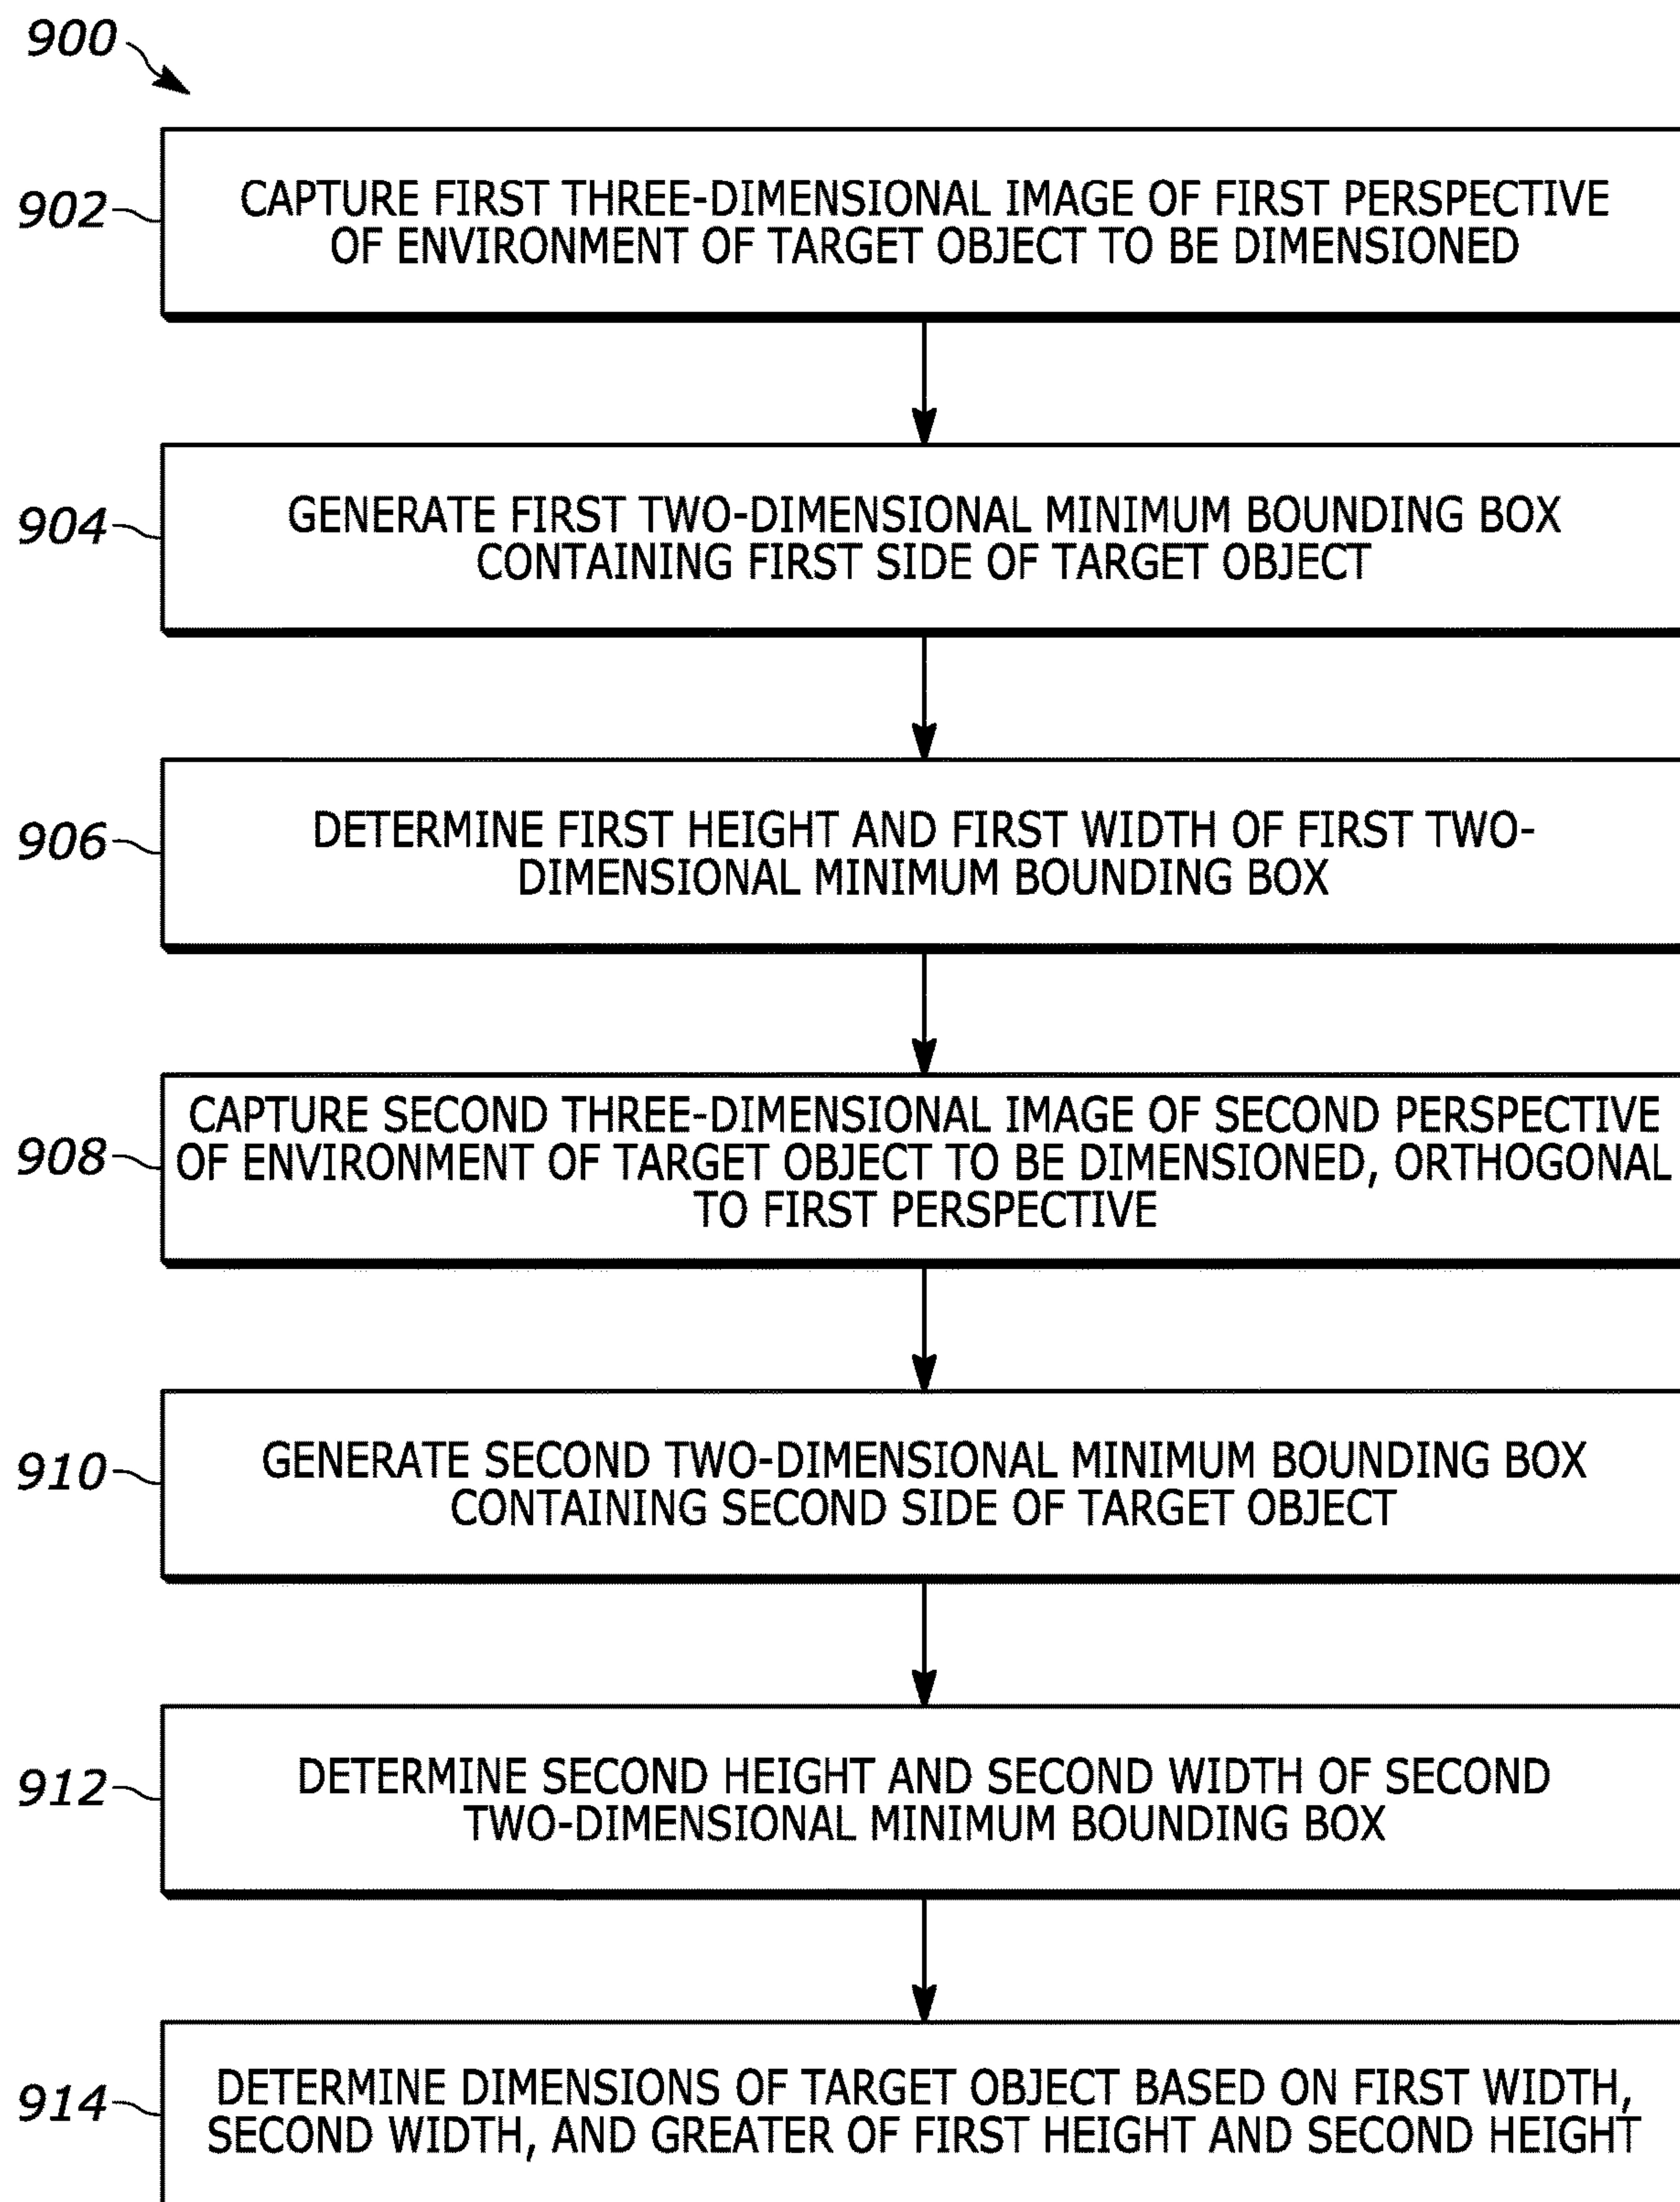 900
902
CAPTURE FIRST THREE-DIMENSIONAL IMAGE OF FIRST PERSPECTIVE
OF ENVIRONMENT OF TARGET OBJECT TO BE DIMENSIONED
904
GENERATE FIRST TWO-DIMENSIONAL MINIMUM BOUNDING BOX
CONTAINING FIRST SIDE OF TARGET OBJECT
906
DETERMINE FIRST HEIGHT AND FIRST WIDTH OF FIRST TWO-
DIMENSIONAL MINIMUM BOUNDING BOX
908
CAPTURE SECOND THREE-DIMENSIONAL IMAGE OF SECOND PERSPECTIVE
OF ENVIRONMENT OF TARGET OBJECT TO BE DIMENSIONED, ORTHOGONAL
TO FIRST PERSPECTIVE
910
GENERATE SECOND TWO-DIMENSIONAL MINIMUM BOUNDING BOX
CONTAINING SECOND SIDE OF TARGET OBJECT
912
DETERMINE SECOND HEIGHT AND SECOND WIDTH OF SECOND
TWO-DIMENSIONAL MINIMUM BOUNDING BOX
914
DETERMINE DIMENSIONS OF TARGET OBJECT BASED ON FIRST WIDTH,
SECOND WIDTH, AND GREATER OF FIRST HEIGHT AND SECOND HEIGHT